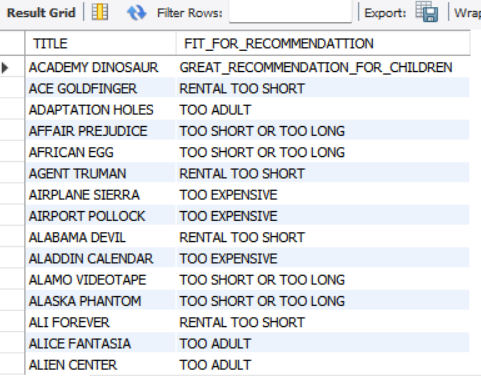 Result Grid Filter Rows: Export: Wrap
TITLE FIT_FOR_RECOMMENDATTION
ACADEMY DINOSAUR GREAT_RECOMMENDATION_FOR_CHILDREN
ACE GOLDFINGER RENTAL TOO SHORT
ADAPTATION HOLES TOO ADULT
AFFAIR PREJUDICE TOO SHORT OR TOO LONG
AFRICAN EGG TOO SHORT OR TOO LONG
AGENT TRUMAN RENTAL TOO SHORT
AIRPLANE SIERRA TOO EXPENSIVE
AIRPORT POLLOCK TOO EXPENSIVE
ALABAMA DEVIL RENTAL TOO SHORT
ALADDIN CALENDAR TOO EXPENSIVE
ALAMO VIDEOTAPE TOO SHORT OR TOO LONG
ALASKA PHANTOM TOO SHORT OR TOO LONG
ALI FOREVER RENTAL TOO SHORT
ALICE FANTASIA TOO ADULT
ALIEN CENTER TOO ADULT